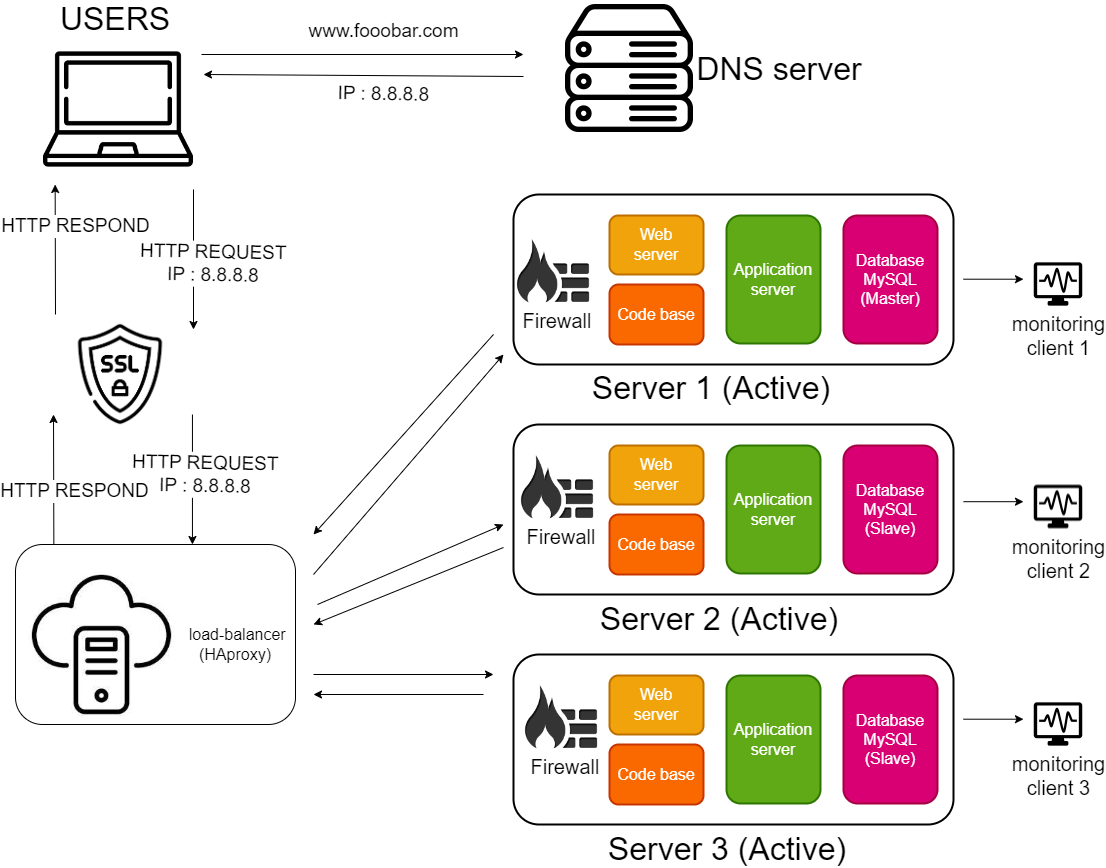 USERS
www.fooobar.com
DNS server
IP : 8.8.8.8
HTTP RESPOND
HTTP REQUEST
IP : 8.8.8.8
SSL
HTTP REQUEST
IP : 8.8.8.8
HTTP RESPOND
load-balancer
(HAproxy)
Firewall
Web
server
Code base
Application
server
Database
MySQL
(Master)
monitoring
client 1
Server 1 (Active)
Firewall
Web
server
Code base
Application
server
Database
MySQL
(Slave)
monitoring
client 2
Server 2 (Active)
Firewall
Web
server
Code base
Application
server
Database
MySQL
(Slave)
monitoring
client 3
Server 3 (Active)